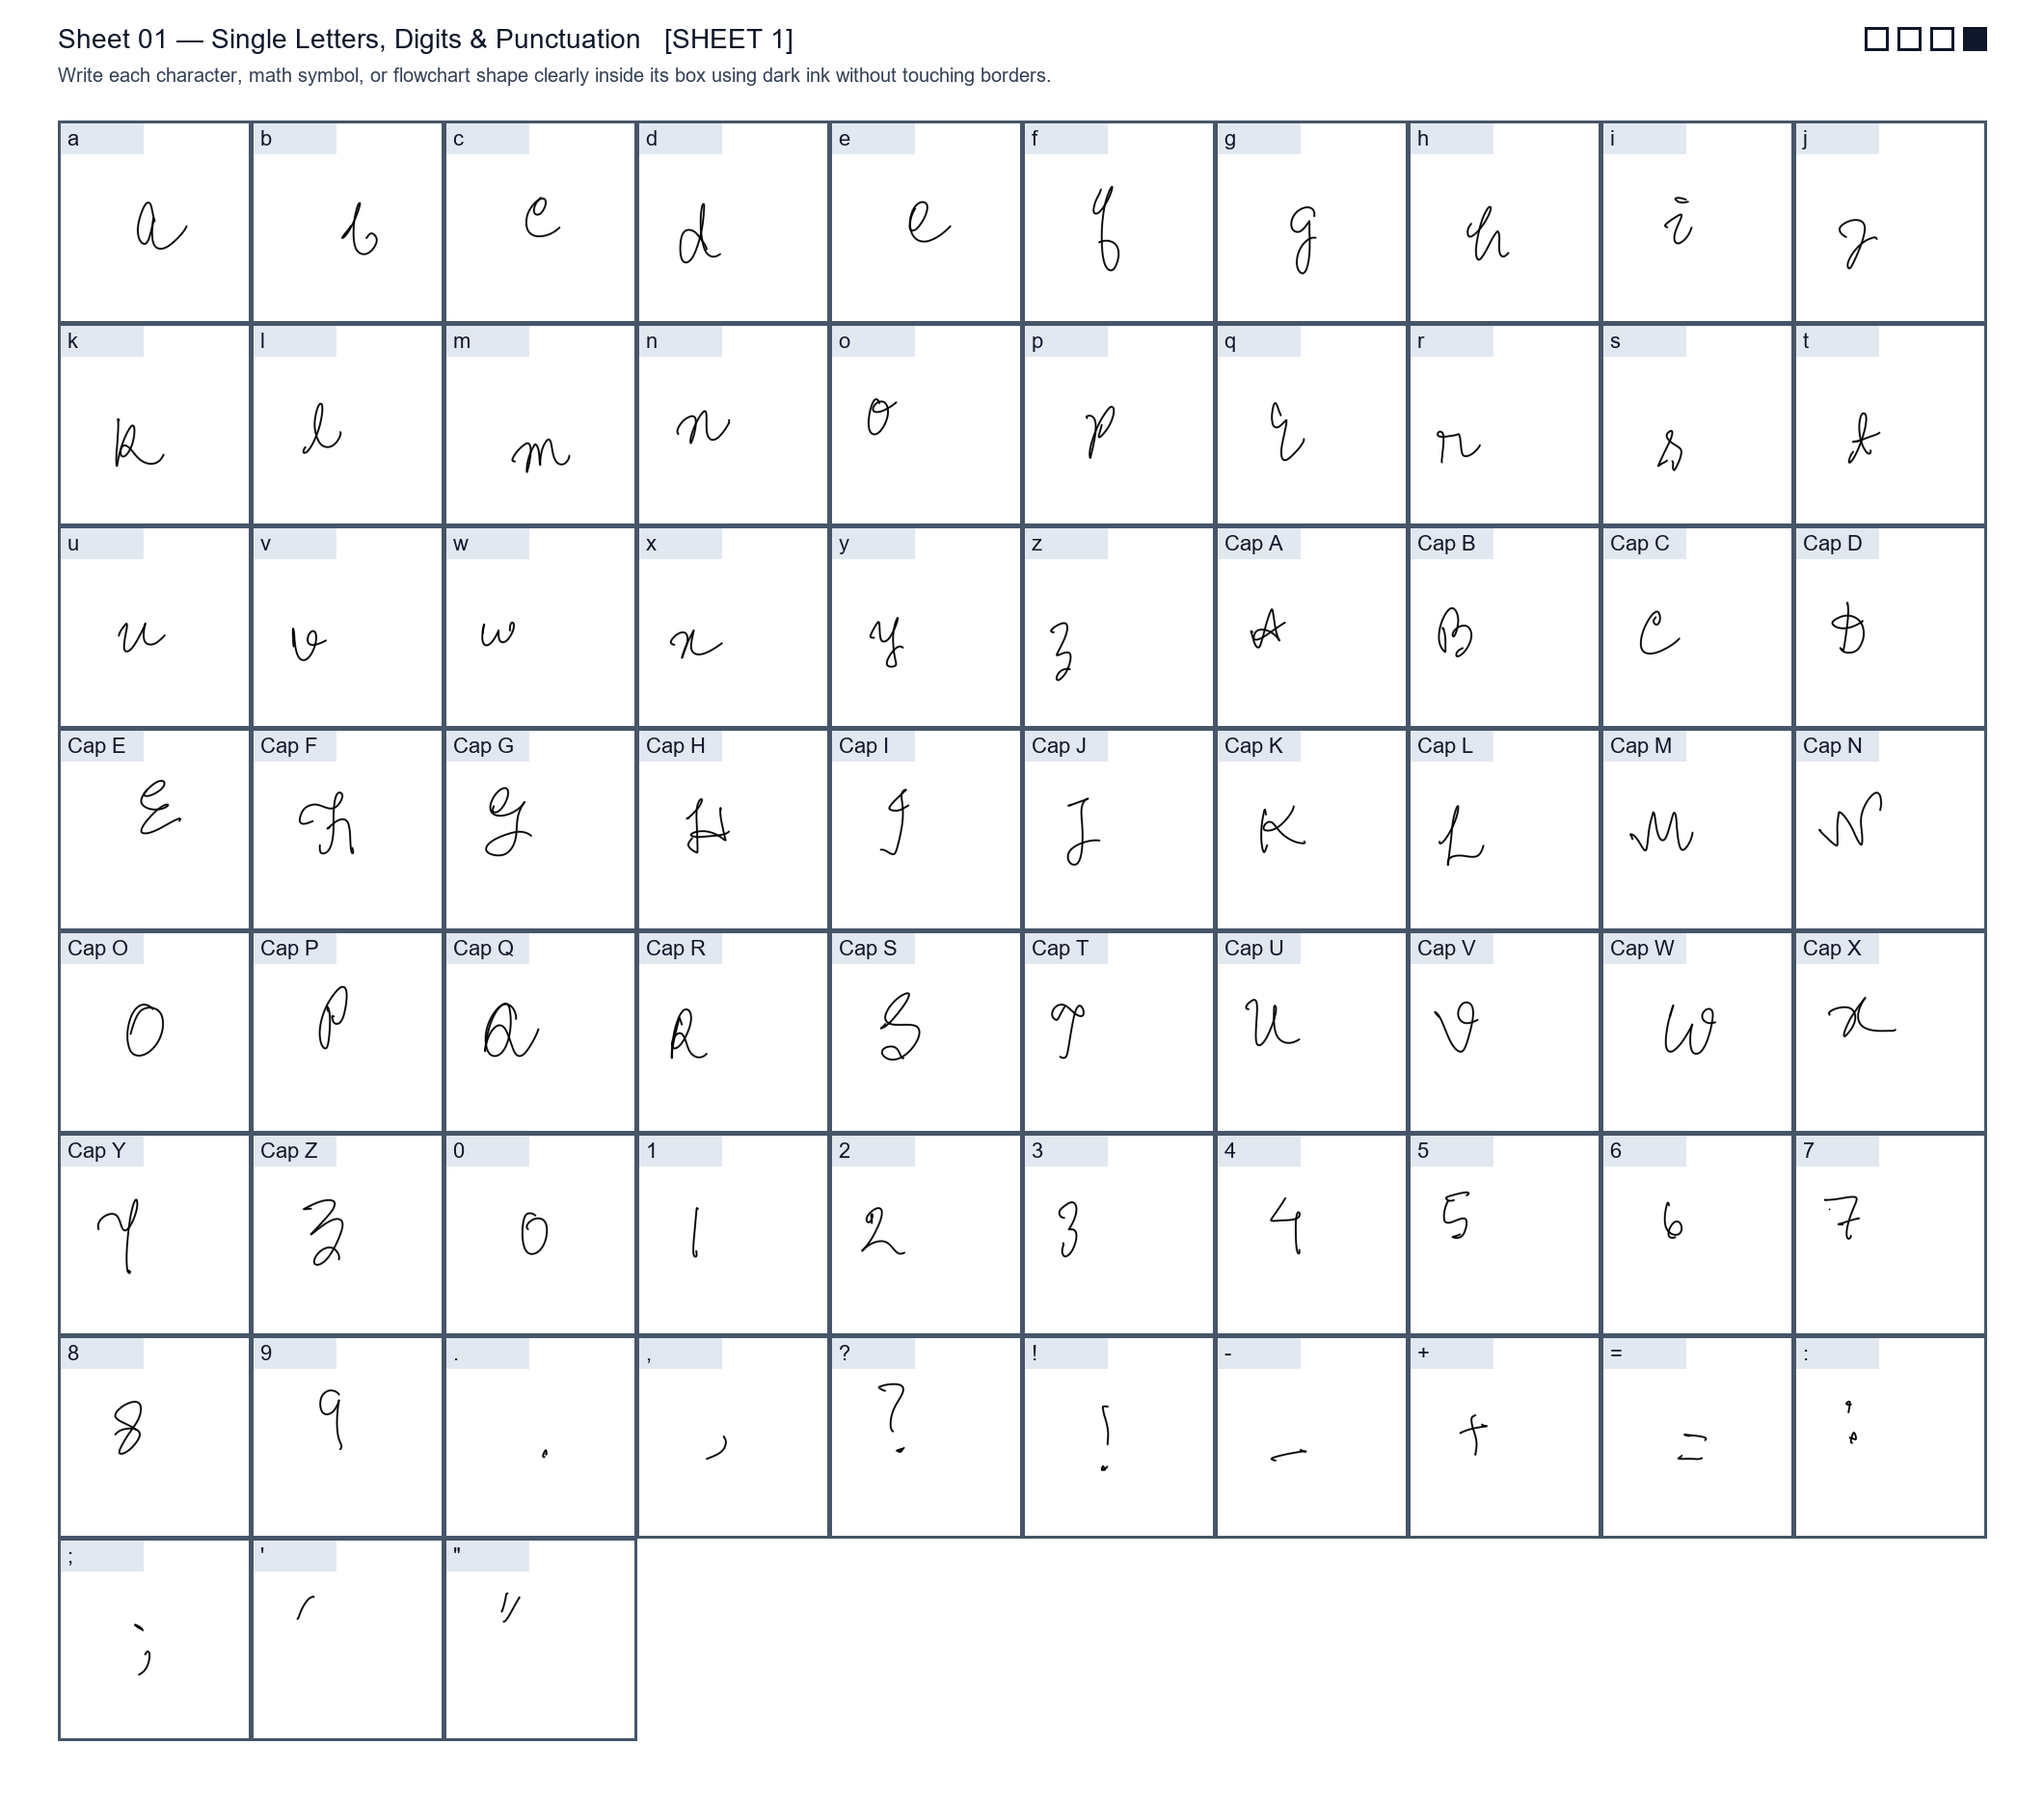 Sheet 01 — Single Letters, Digits & Punctuation [SHEET 1]
Write each character, math symbol, or flowchart shape clearly inside its box using dark ink without touching borders.
a b c d e f g h i j
a b c d e f g h i j
k l m n o p q r s t
k l m n o p q r s t
u v w x y z Cap A Cap B Cap C Cap D
u v w x y z A B C D
Cap E Cap F Cap G Cap H Cap I Cap J Cap K Cap L Cap M Cap N
E F G H I J K L M N
Cap O Cap P Cap Q Cap R Cap S Cap T Cap U Cap V Cap W Cap X
O P Q R S T U V W X
Cap Y Cap Z 0 1 2 3 4 5 6 7
Y Z 0 1 2 3 4 5 6 7
8 9 . , ? ! - + = :
8 9 . , ? ! - + = :
; ' "
; ' "